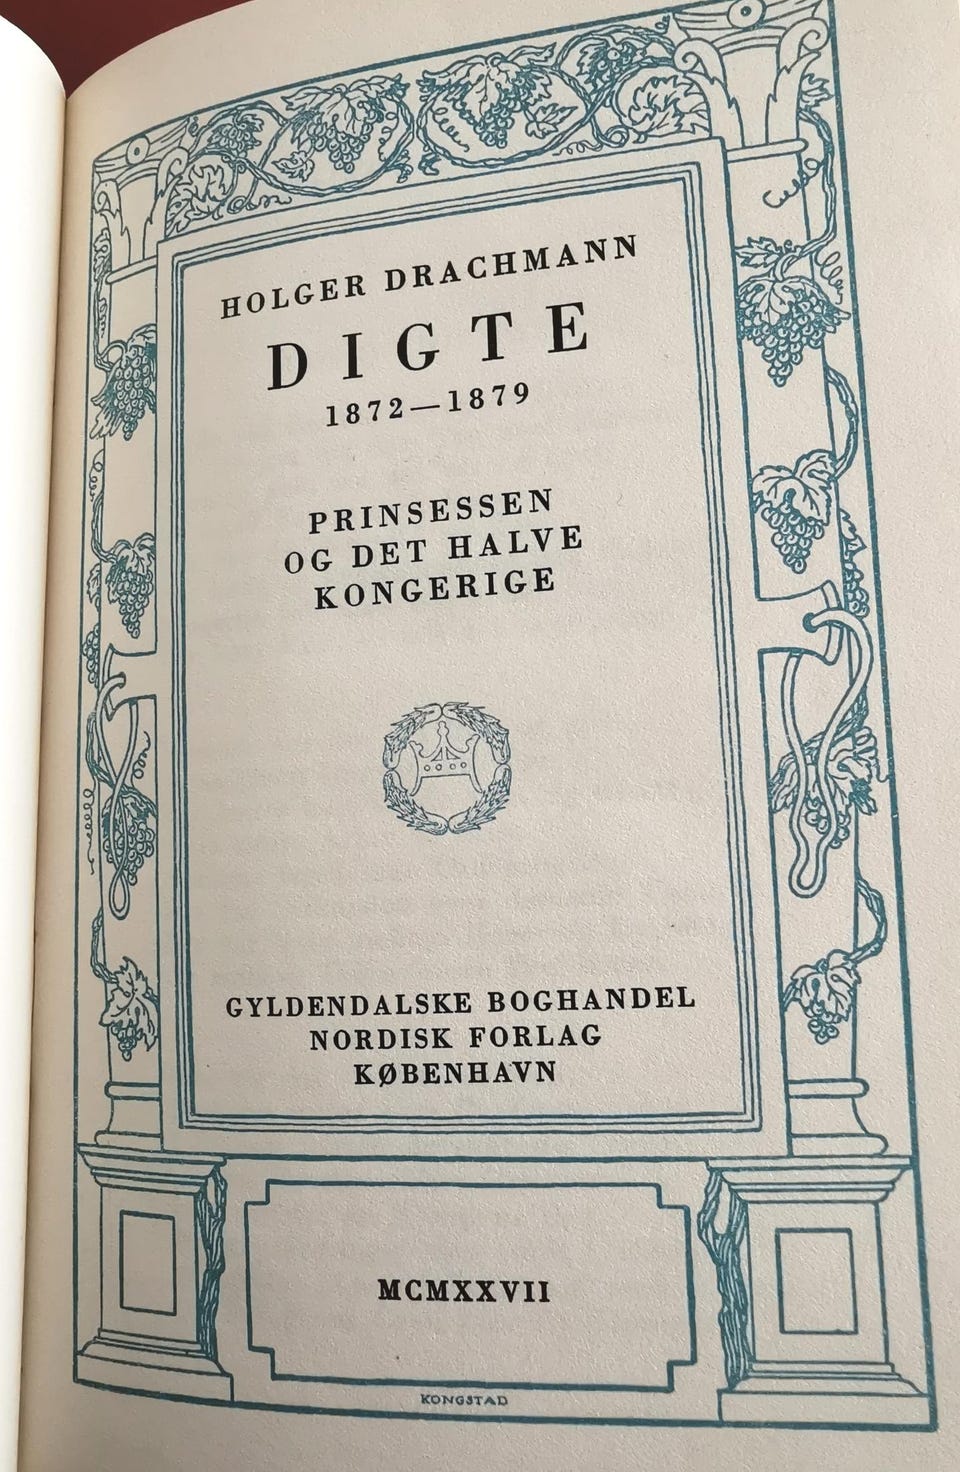 HOLGER DRACHMANN
DIGTE
1872—1879
PRINSESSEN
OG DET HALVE
KONGERIGE
GYLDENDALSKE BOGHANDEL
NORDISK FORLAG
KØBENHAVN
MCMXXVII
KONGSTAD